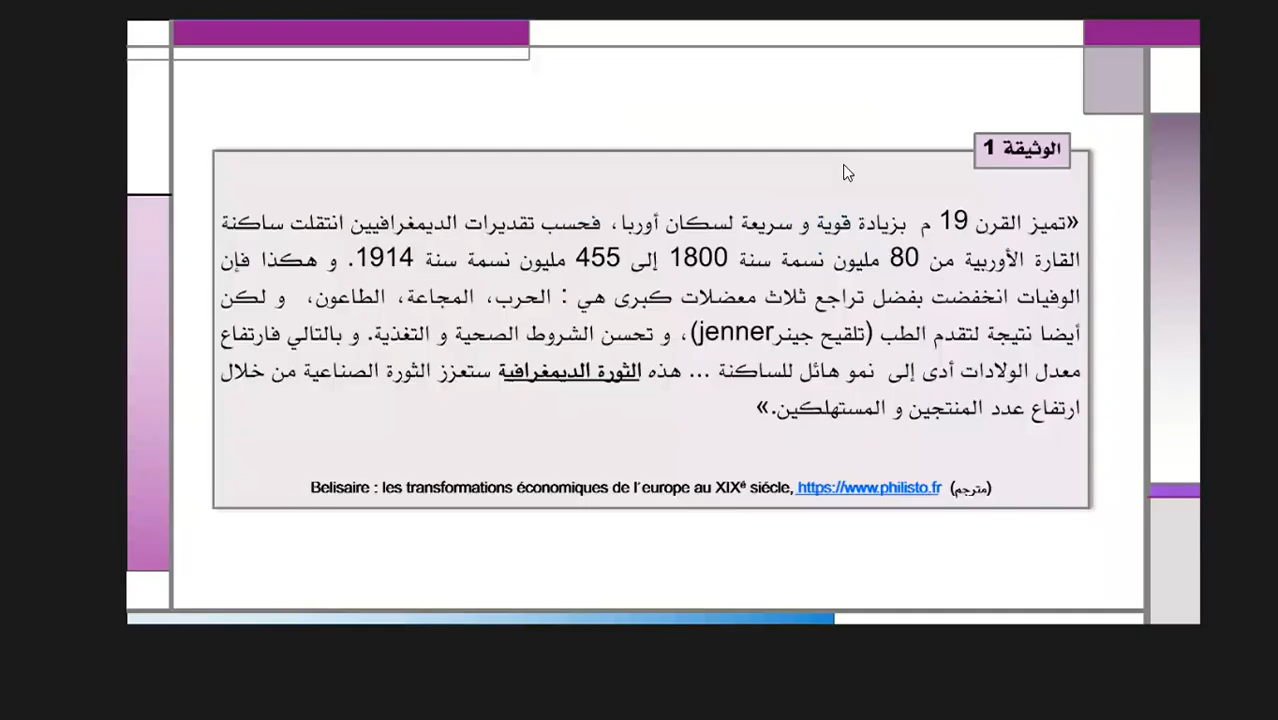 الوثيقة 1
«تميز القرن 19 م بزيادة قوية و سريعة لسكان أوربا، فحسب تقديرات الديمغرافيين انتقلت ساكنة
القارة الأوربية من 80 مليون نسمة سنة 1800 إلى 455 مليون نسمة سنة 1914. و هكذا فإن
الوفيات انخفضت بفضل تراجع ثلاث معضلات كبرى هي : الحرب، المجاعة، الطاعون، و لكن
أيضا نتيجة لتقدم الطب (تلقيح جينرjenner)، و تحسن الشروط الصحية و التغذية. و بالتالي فارتفاع
معدل الولادات أدى إلى نمو هائل للساكنة ... هذه الثورة الديمغرافية ستعزز الثورة الصناعية من خلال
ارتفاع عدد المنتجين و المستهلكين.»
Belisaire : les transformations économiques de l'europe au XIXé siécle, https://www.philisto.fr (مترجم)